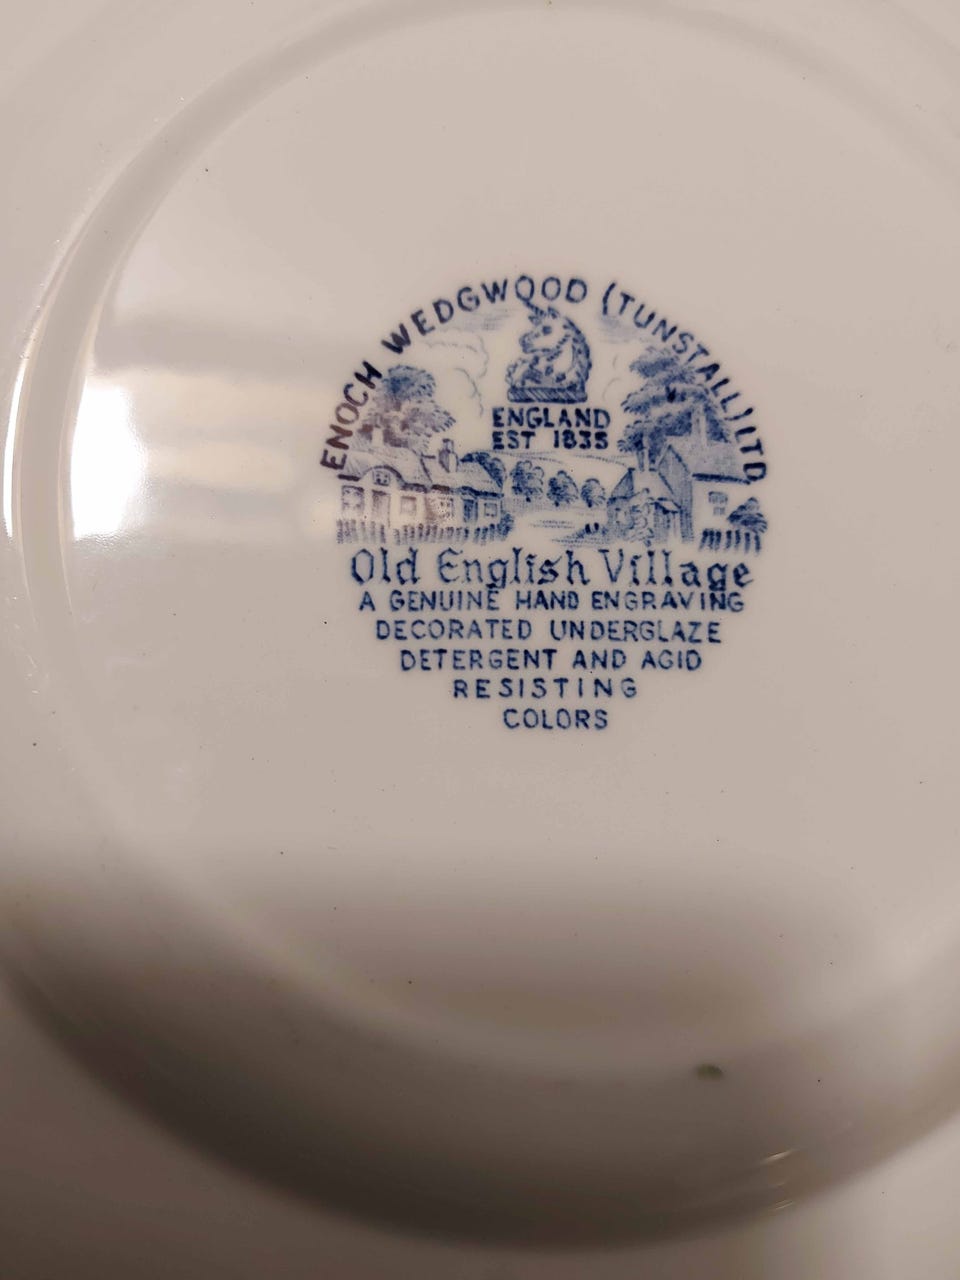 ENOCH WEDGWOOD (TUNSTALL) LTD
ENGLAND
EST 1835
Old English Village
A GENUINE HAND ENGRAVING
DECORATED UNDERGLAZE
DETERGENT AND ACID
RESISTING
COLORS